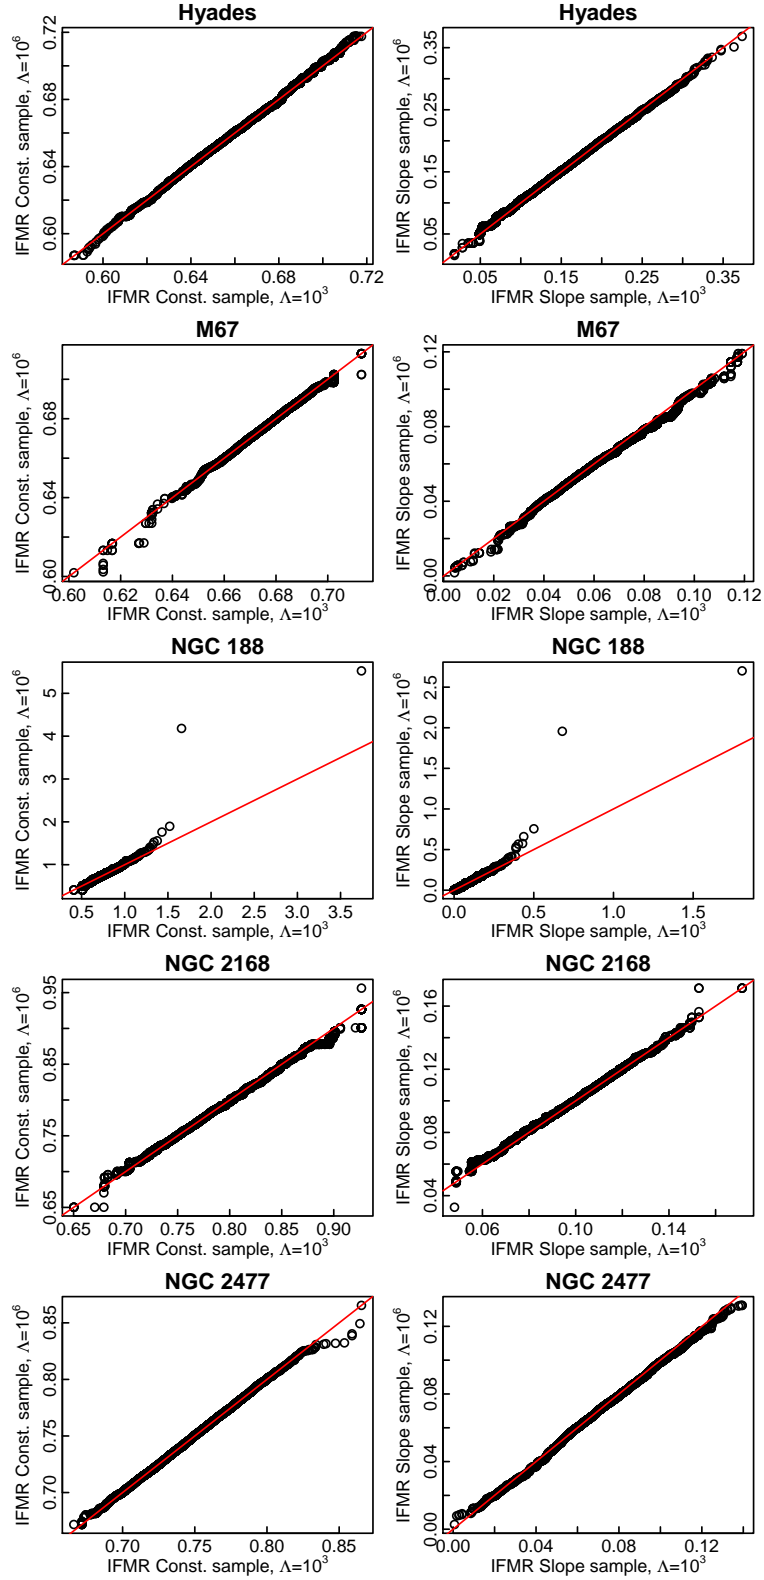 Hyades
Hyades
IFMR Const. sample, Λ=10⁶
0.60 0.64 0.68 0.72
0.60 0.64 0.68 0.72
IFMR Const. sample, Λ=10³
IFMR Slope sample, Λ=10⁶
0.05 0.15 0.25 0.35
0.05 0.15 0.25 0.35
IFMR Slope sample, Λ=10³
M67
M67
IFMR Const. sample, Λ=10⁶
0.60 0.64 0.68
0.60 0.62 0.64 0.66 0.68 0.70
IFMR Const. sample, Λ=10³
IFMR Slope sample, Λ=10⁶
0.00 0.04 0.08 0.12
0.00 0.02 0.04 0.06 0.08 0.10 0.12
IFMR Slope sample, Λ=10³
NGC 188
NGC 188
IFMR Const. sample, Λ=10⁶
1 2 3 4 5
0.5 1.0 1.5 2.0 2.5 3.0 3.5
IFMR Const. sample, Λ=10³
IFMR Slope sample, Λ=10⁶
0.0 0.5 1.0 1.5 2.0 2.5
0.0 0.5 1.0 1.5
IFMR Slope sample, Λ=10³
NGC 2168
NGC 2168
IFMR Const. sample, Λ=10⁶
0.65 0.75 0.85 0.95
0.65 0.70 0.75 0.80 0.85 0.90
IFMR Const. sample, Λ=10³
IFMR Slope sample, Λ=10⁶
0.04 0.08 0.12 0.16
0.06 0.10 0.14
IFMR Slope sample, Λ=10³
NGC 2477
NGC 2477
IFMR Const. sample, Λ=10⁶
0.70 0.75 0.80 0.85
0.70 0.75 0.80 0.85
IFMR Const. sample, Λ=10³
IFMR Slope sample, Λ=10⁶
0.00 0.04 0.08 0.12
0.00 0.04 0.08 0.12
IFMR Slope sample, Λ=10³